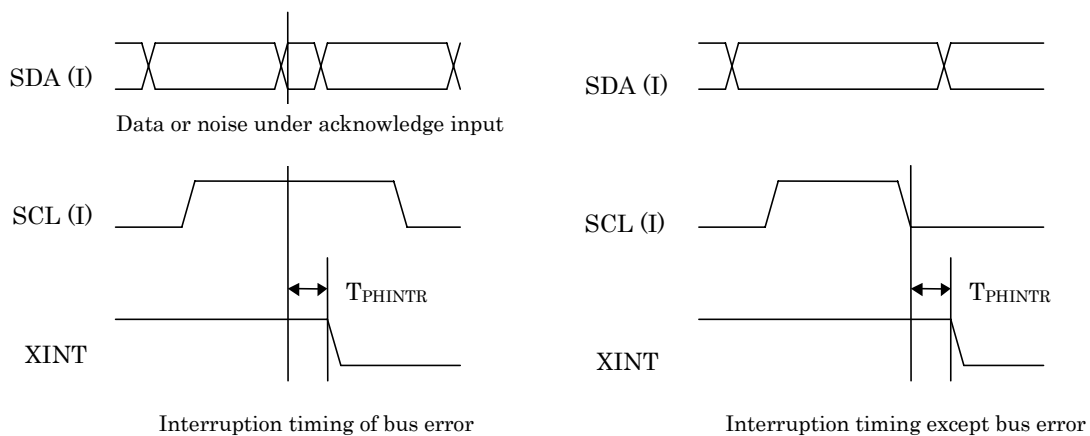 SDA (I)
Data or noise under acknowledge input
SCL (I)
TPHINTR
XINT
Interruption timing of bus error
SDA (I)
SCL (I)
TPHINTR
XINT
Interruption timing except bus error